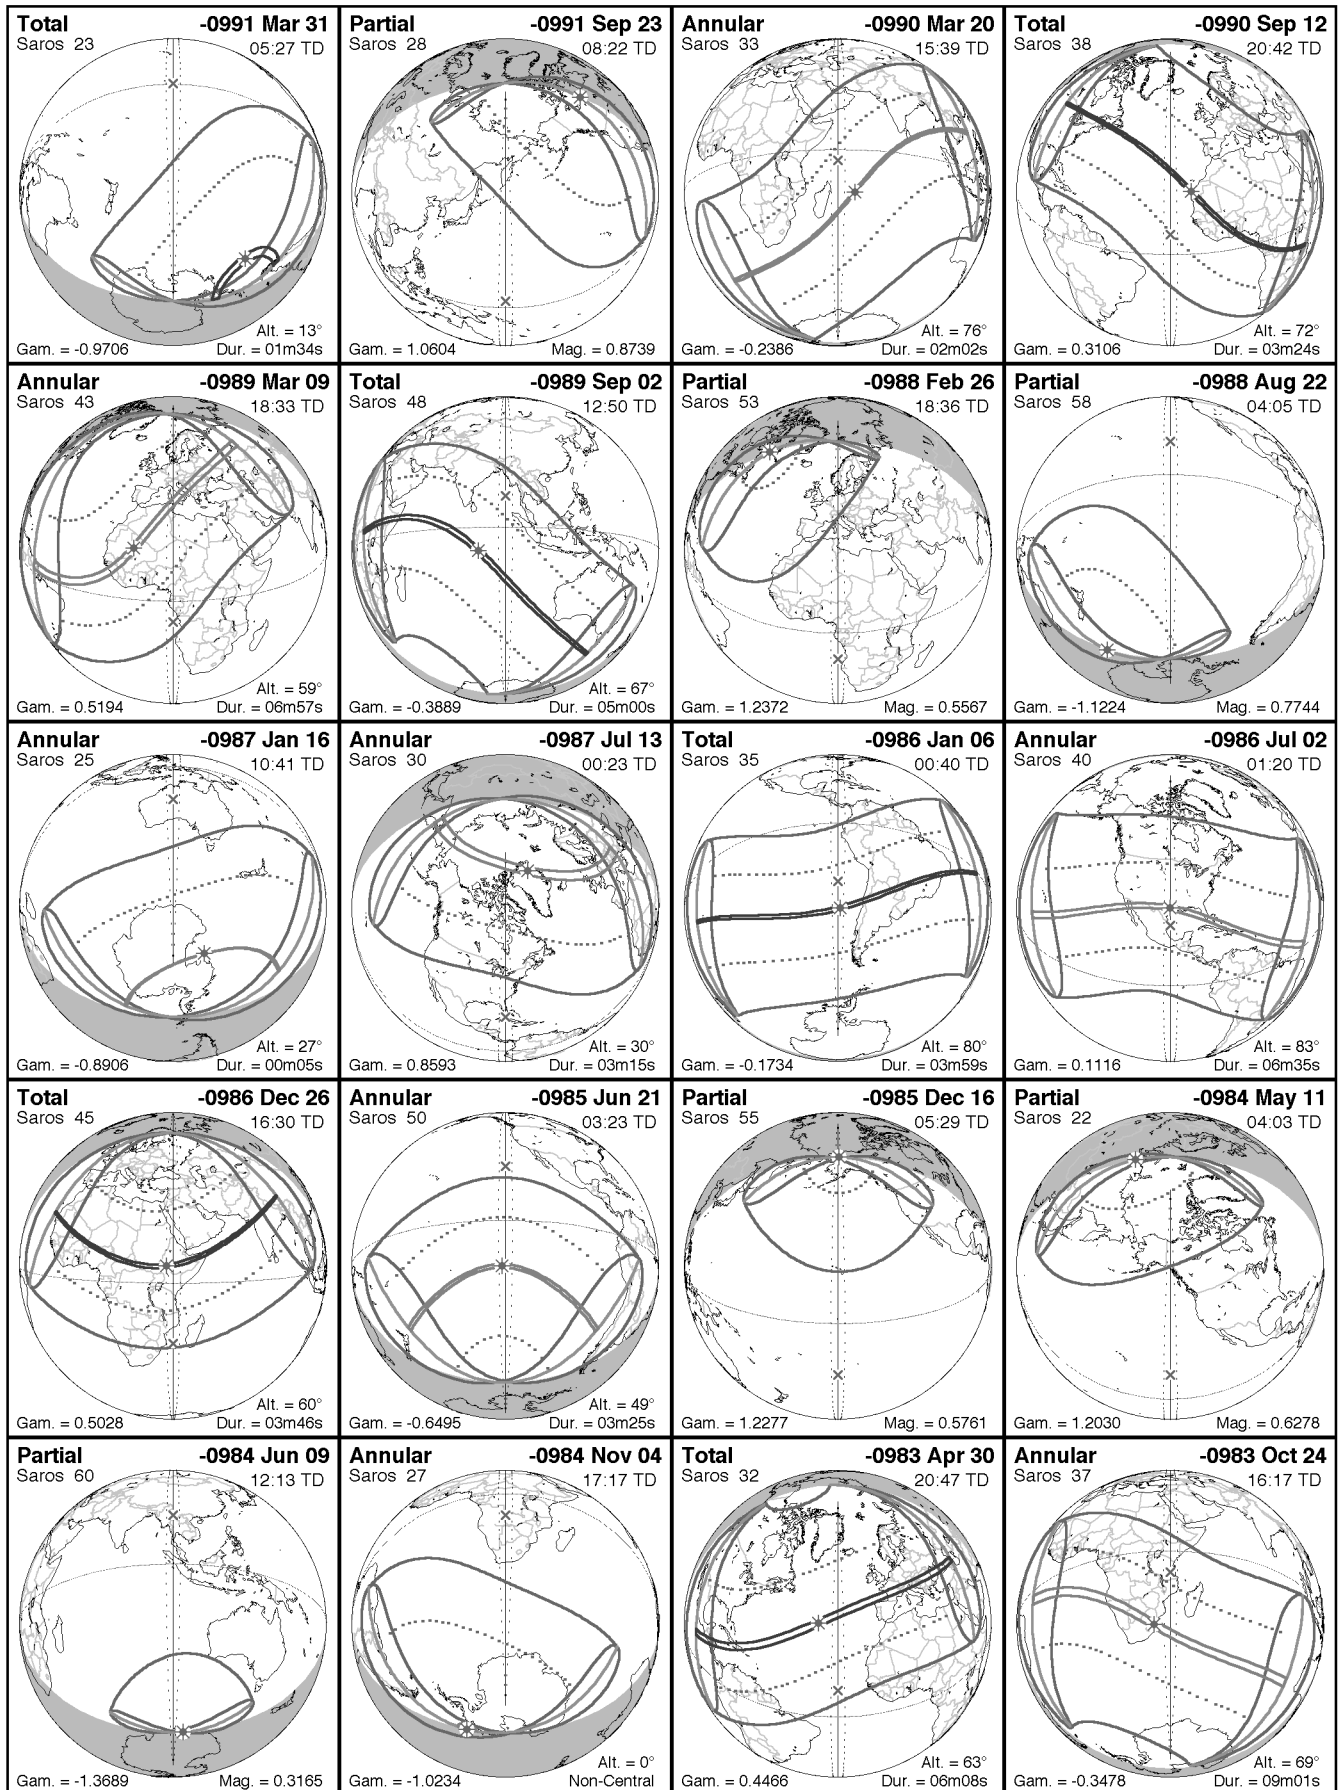 Total -0991 Mar 31
Saros 23 05:27 TD
Alt. = 13°
Gam. = -0.9706 Dur. = 01m34s
Partial -0991 Sep 23
Saros 28 08:22 TD
Gam. = 1.0604 Mag. = 0.8739
Annular -0990 Mar 20
Saros 33 15:39 TD
Alt. = 76°
Gam. = -0.2386 Dur. = 02m02s
Total -0990 Sep 12
Saros 38 20:42 TD
Alt. = 72°
Gam. = 0.3106 Dur. = 03m24s
Annular -0989 Mar 09
Saros 43 18:33 TD
Alt. = 59°
Gam. = 0.5194 Dur. = 06m57s
Total -0989 Sep 02
Saros 48 12:50 TD
Alt. = 67°
Gam. = -0.3889 Dur. = 05m00s
Partial -0988 Feb 26
Saros 53 18:36 TD
Gam. = 1.2372 Mag. = 0.5567
Partial -0988 Aug 22
Saros 58 04:05 TD
Gam. = -1.1224 Mag. = 0.7744
Annular -0987 Jan 16
Saros 25 10:41 TD
Alt. = 27°
Gam. = -0.8906 Dur. = 00m05s
Annular -0987 Jul 13
Saros 30 00:23 TD
Alt. = 30°
Gam. = 0.8593 Dur. = 03m15s
Total -0986 Jan 06
Saros 35 00:40 TD
Alt. = 80°
Gam. = -0.1734 Dur. = 03m59s
Annular -0986 Jul 02
Saros 40 01:20 TD
Alt. = 83°
Gam. = 0.1116 Dur. = 06m35s
Total -0986 Dec 26
Saros 45 16:30 TD
Alt. = 60°
Gam. = 0.5028 Dur. = 03m46s
Annular -0985 Jun 21
Saros 50 03:23 TD
Alt. = 49°
Gam. = -0.6495 Dur. = 03m25s
Partial -0985 Dec 16
Saros 55 05:29 TD
Gam. = 1.2277 Mag. = 0.5761
Partial -0984 May 11
Saros 22 04:03 TD
Gam. = 1.2030 Mag. = 0.6278
Partial -0984 Jun 09
Saros 60 12:13 TD
Gam. = -1.3689 Mag. = 0.3165
Annular -0984 Nov 04
Saros 27 17:17 TD
Alt. = 0°
Gam. = -1.0234 Non-Central
Total -0983 Apr 30
Saros 32 20:47 TD
Alt. = 63°
Gam. = 0.4466 Dur. = 06m08s
Annular -0983 Oct 24
Saros 37 16:17 TD
Alt. = 69°
Gam. = -0.3478 Dur. = 09m01s